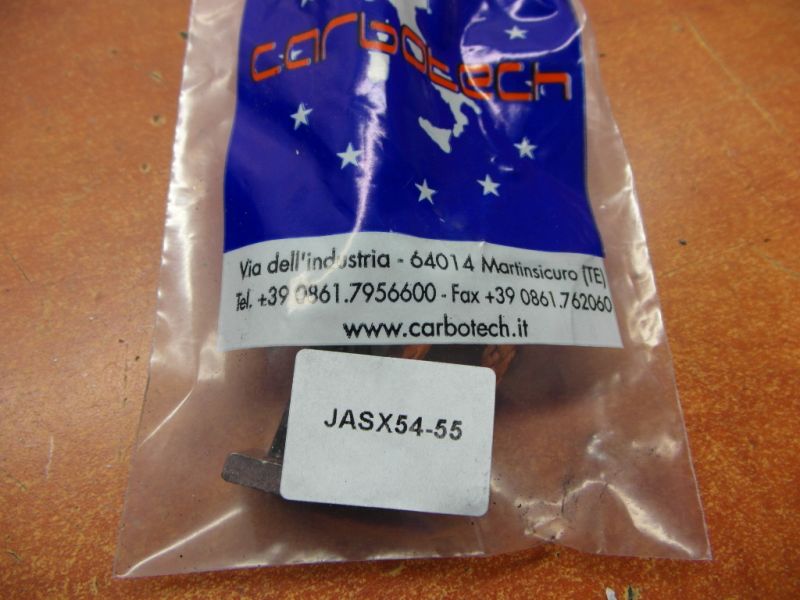 carbotech
Via dell'industria - 64014 Martinsicuro (TE)
Tel. +39 0861.7956600 - Fax +39 0861.762060
www.carbotech.it
JASX54-55